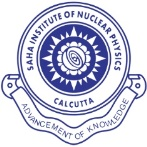 SAHA INSTITUTE OF NUCLEAR PHYSICS
CALCUTTA
ADVANCEMENT OF KNOWLEDGE